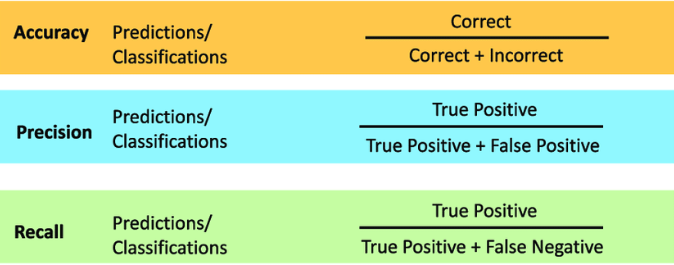 Accuracy
Predictions/
Classifications
Correct
Correct + Incorrect
Precision
Predictions/
Classifications
True Positive
True Positive + False Positive
Recall
Predictions/
Classifications
True Positive
True Positive + False Negative